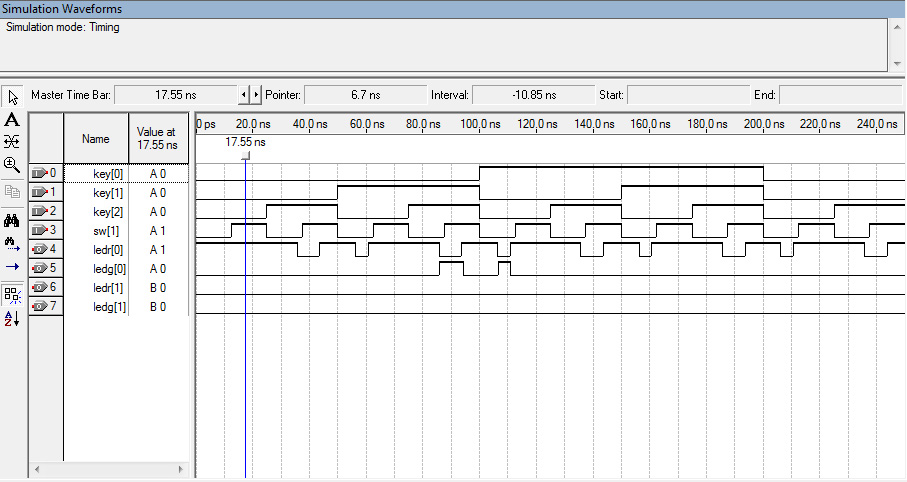 Simulation Waveforms
Simulation mode: Timing
Master Time Bar: 17.55 ns Pointer: 6.7 ns Interval: -10.85 ns Start: End:
Name Value at 17.55 ns
0 ps 20.0 ns 40.0 ns 60.0 ns 80.0 ns 100.0 ns 120.0 ns 140.0 ns 160.0 ns 180.0 ns 200.0 ns 220.0 ns 240.0 ns
17.55 ns
0 key[0] A 0
1 key[1] A 0
2 key[2] A 0
3 sw[1] A 1
4 ledr[0] A 1
5 ledg[0] A 0
6 ledr[1] B 0
7 ledg[1] B 0